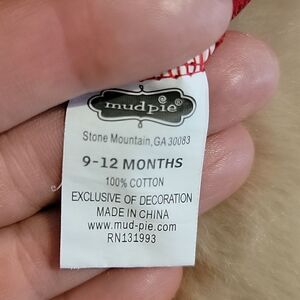 mudpie®
Stone Mountain, GA 30083
9-12 MONTHS
100% COTTON
EXCLUSIVE OF DECORATION
MADE IN CHINA
www.mud-pie.com
RN131993